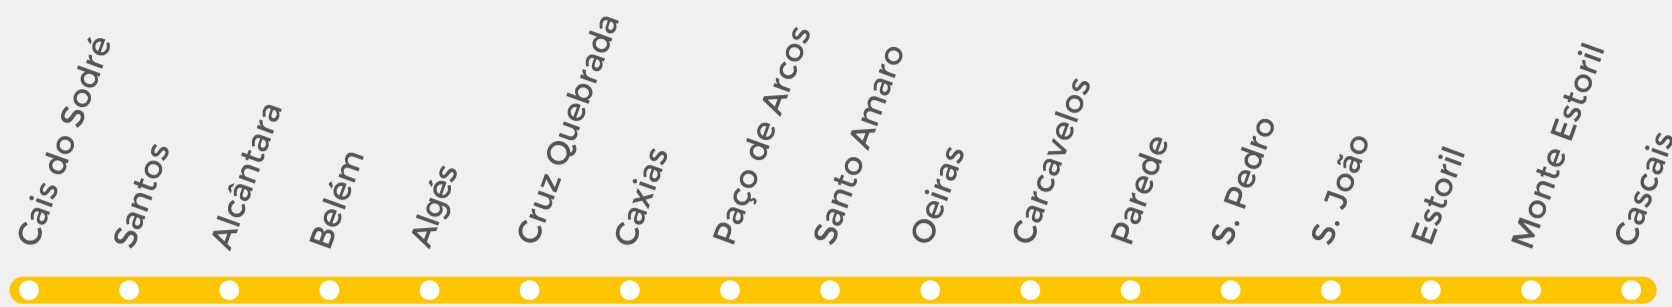 Cais do Sodré
Santos
Alcântara
Belém
Algés
Cruz Quebrada
Caxias
Paço de Arcos
Santo Amaro
Oeiras
Carcavelos
Parede
S. Pedro
S. João
Estoril
Monte Estoril
Cascais